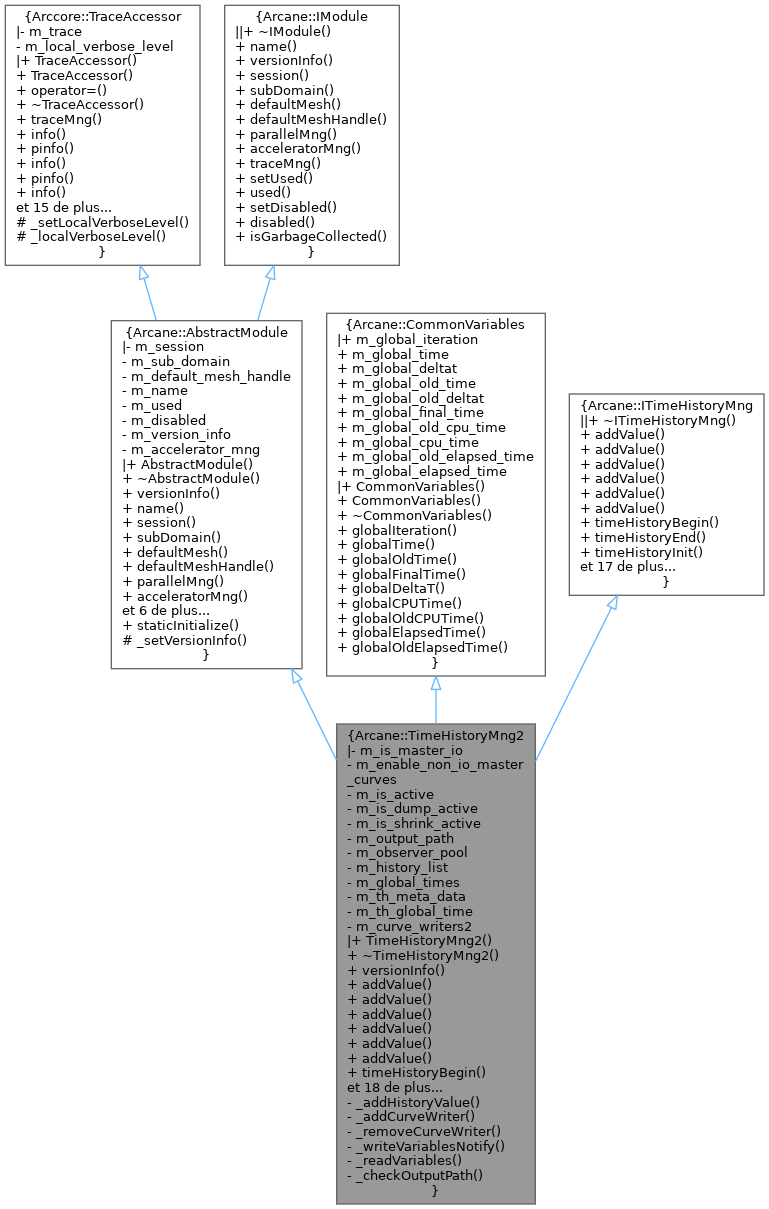 {Arccore::TraceAccessor
|- m_trace
- m_local_verbose_level
|+ TraceAccessor()
+ TraceAccessor()
+ operator=()
+ ~TraceAccessor()
+ traceMng()
+ info()
+ pinfo()
+ info()
+ pinfo()
+ info()
et 15 de plus...
# _setLocalVerboseLevel()
# _localVerboseLevel()
}
{Arcane::IModule
||+ ~IModule()
+ name()
+ versionInfo()
+ session()
+ subDomain()
+ defaultMesh()
+ defaultMeshHandle()
+ parallelMng()
+ acceleratorMng()
+ traceMng()
+ setUsed()
+ used()
+ setDisabled()
+ disabled()
+ isGarbageCollected()
}
{Arcane::AbstractModule
|- m_session
- m_sub_domain
- m_default_mesh_handle
- m_name
- m_used
- m_disabled
- m_version_info
- m_accelerator_mng
|+ AbstractModule()
+ ~AbstractModule()
+ versionInfo()
+ name()
+ session()
+ subDomain()
+ defaultMesh()
+ defaultMeshHandle()
+ parallelMng()
+ acceleratorMng()
et 6 de plus...
+ staticInitialize()
# _setVersionInfo()
}
{Arcane::CommonVariables
|+ m_global_iteration
+ m_global_time
+ m_global_deltat
+ m_global_old_time
+ m_global_old_deltat
+ m_global_final_time
+ m_global_old_cpu_time
+ m_global_cpu_time
+ m_global_old_elapsed_time
+ m_global_elapsed_time
|+ CommonVariables()
+ CommonVariables()
+ ~CommonVariables()
+ globalIteration()
+ globalTime()
+ globalOldTime()
+ globalFinalTime()
+ globalDeltaT()
+ globalCPUTime()
+ globalOldCPUTime()
+ globalElapsedTime()
+ globalOldElapsedTime()
}
{Arcane::ITimeHistoryMng
||+ ~ITimeHistoryMng()
+ addValue()
+ addValue()
+ addValue()
+ addValue()
+ addValue()
+ addValue()
+ timeHistoryBegin()
+ timeHistoryEnd()
+ timeHistoryInit()
et 17 de plus...
}
{Arcane::TimeHistoryMng2
|- m_is_master_io
- m_enable_non_io_master
_curves
- m_is_active
- m_is_dump_active
- m_is_shrink_active
- m_output_path
- m_observer_pool
- m_history_list
- m_global_times
- m_th_meta_data
- m_th_global_time
- m_curve_writers2
|+ TimeHistoryMng2()
+ ~TimeHistoryMng2()
+ versionInfo()
+ addValue()
+ addValue()
+ addValue()
+ addValue()
+ addValue()
+ addValue()
+ timeHistoryBegin()
et 18 de plus...
- _addHistoryValue()
- _addCurveWriter()
- _removeCurveWriter()
- _writeVariablesNotify()
- _readVariables()
- _checkOutputPath()
}